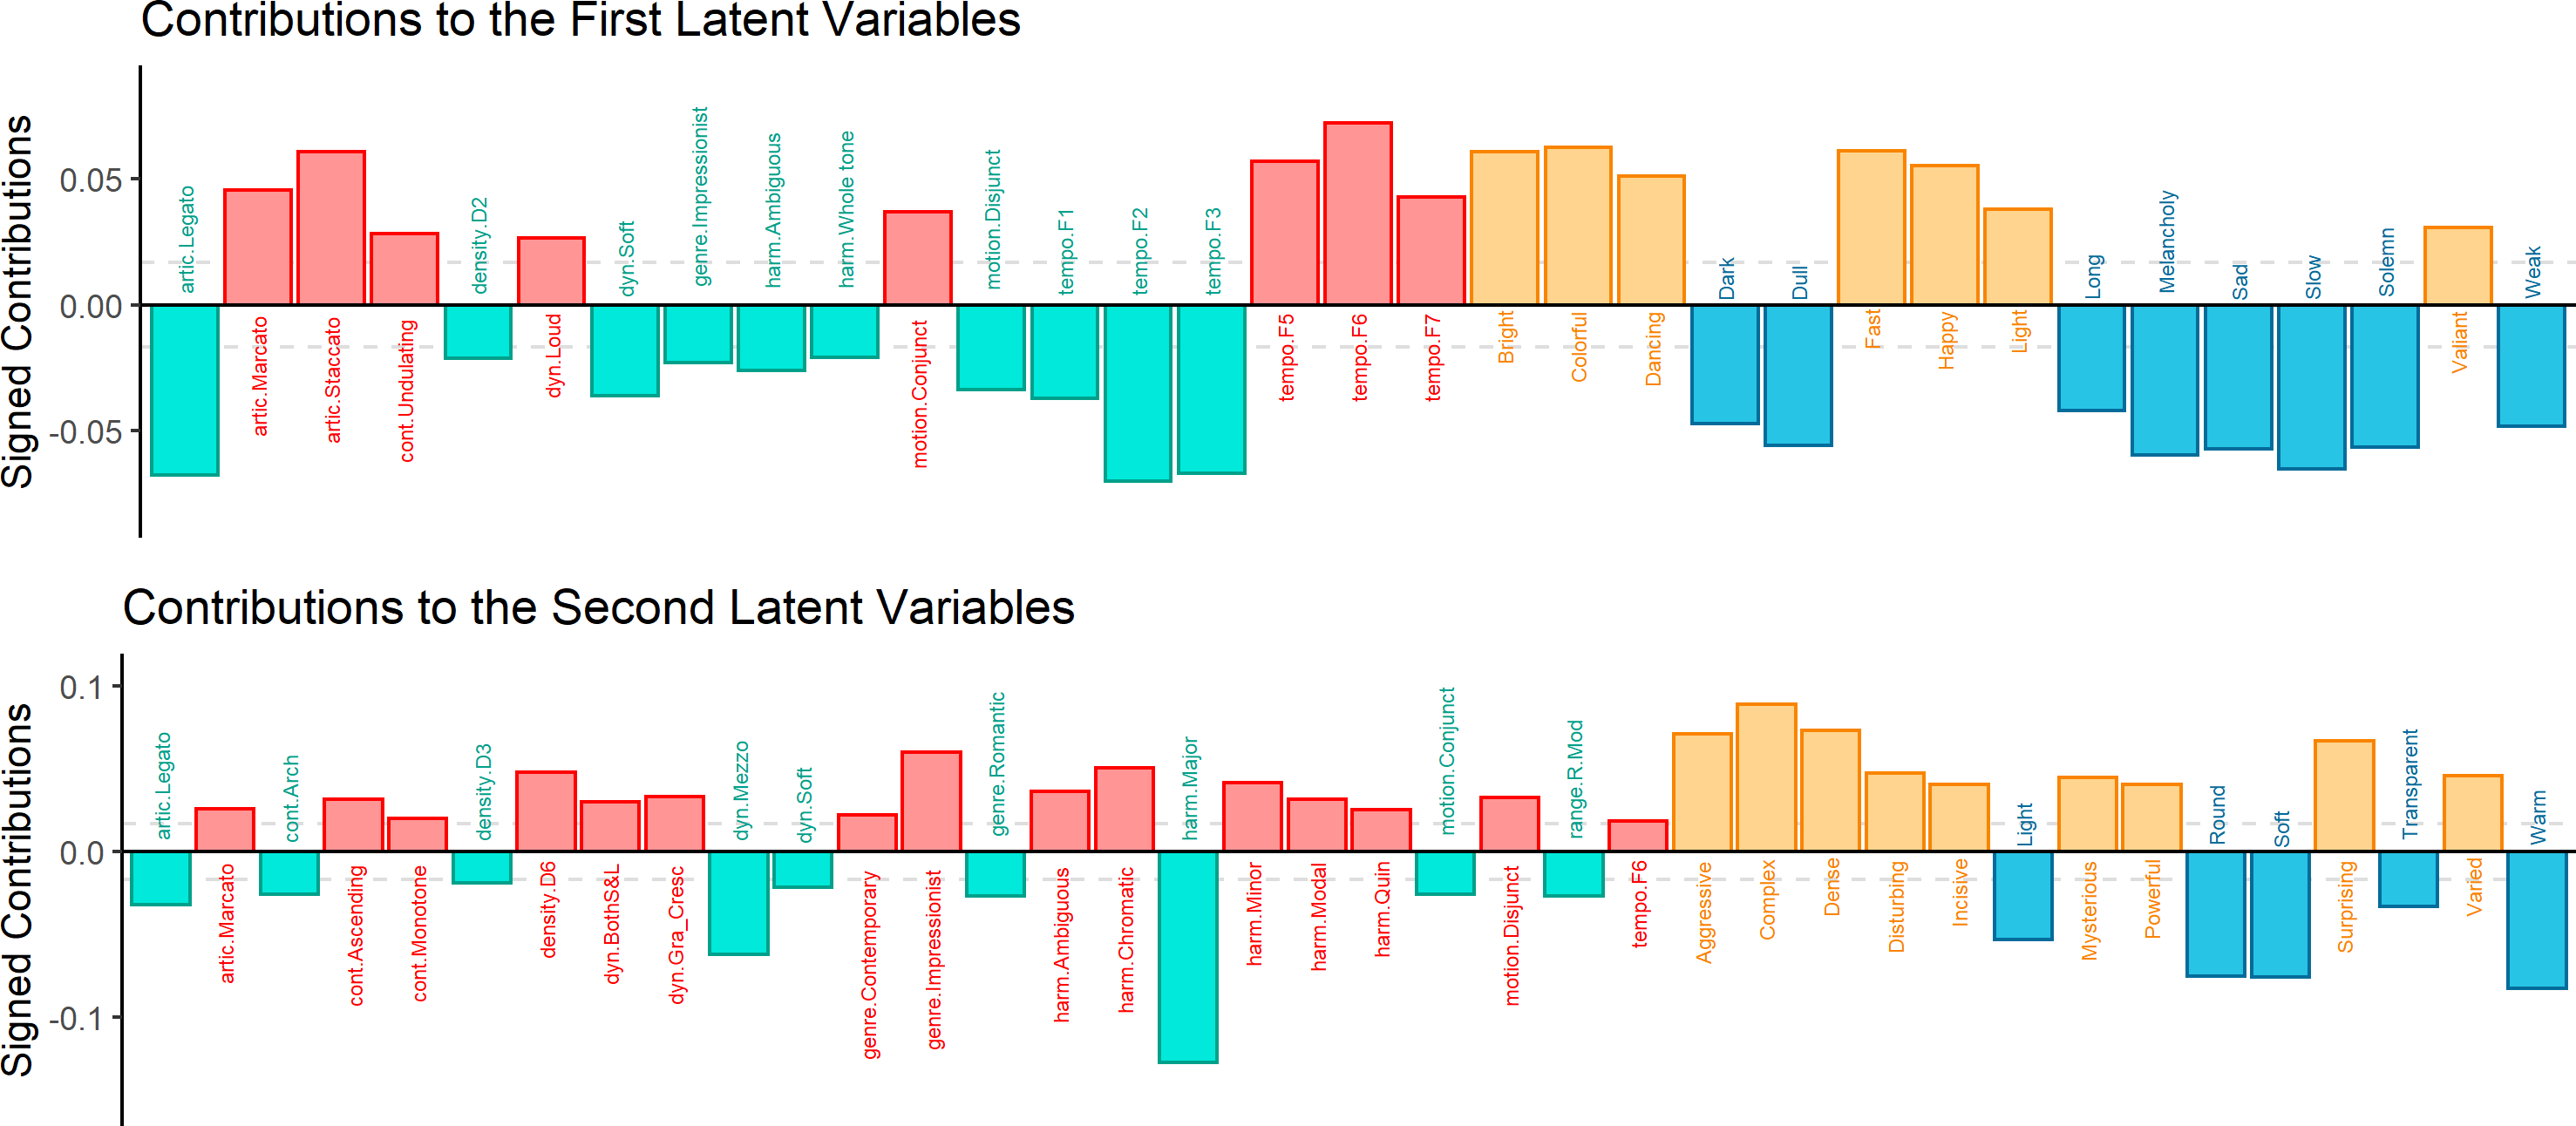 Contributions to the First Latent Variables
Signed Contributions
0.05
0.00
-0.05
artic.Legato
artic.Marcato
artic.Staccato
cont.Undulating
density.D2
dyn.Loud
dyn.Soft
genre.Impressionist
harm.Ambiguous
harm.Whole tone
motion.Conjunct
motion.Disjunct
tempo.F1
tempo.F2
tempo.F3
tempo.F5
tempo.F6
tempo.F7
Bright
Colorful
Dancing
Dark
Dull
Fast
Happy
Light
Long
Melancholy
Sad
Slow
Solemn
Valiant
Weak
Contributions to the Second Latent Variables
Signed Contributions
0.1
0.0
-0.1
artic.Legato
artic.Marcato
cont.Arch
cont.Ascending
cont.Monotone
density.D3
density.D6
dyn.BothS&L
dyn.Gra_Cresc
dyn.Mezzo
dyn.Soft
genre.Contemporary
genre.Impressionist
genre.Romantic
harm.Ambiguous
harm.Chromatic
harm.Major
harm.Minor
harm.Modal
harm.Quin
motion.Conjunct
motion.Disjunct
range.R.Mod
tempo.F6
Aggressive
Complex
Dense
Disturbing
Incisive
Light
Mysterious
Powerful
Round
Soft
Surprising
Transparent
Varied
Warm